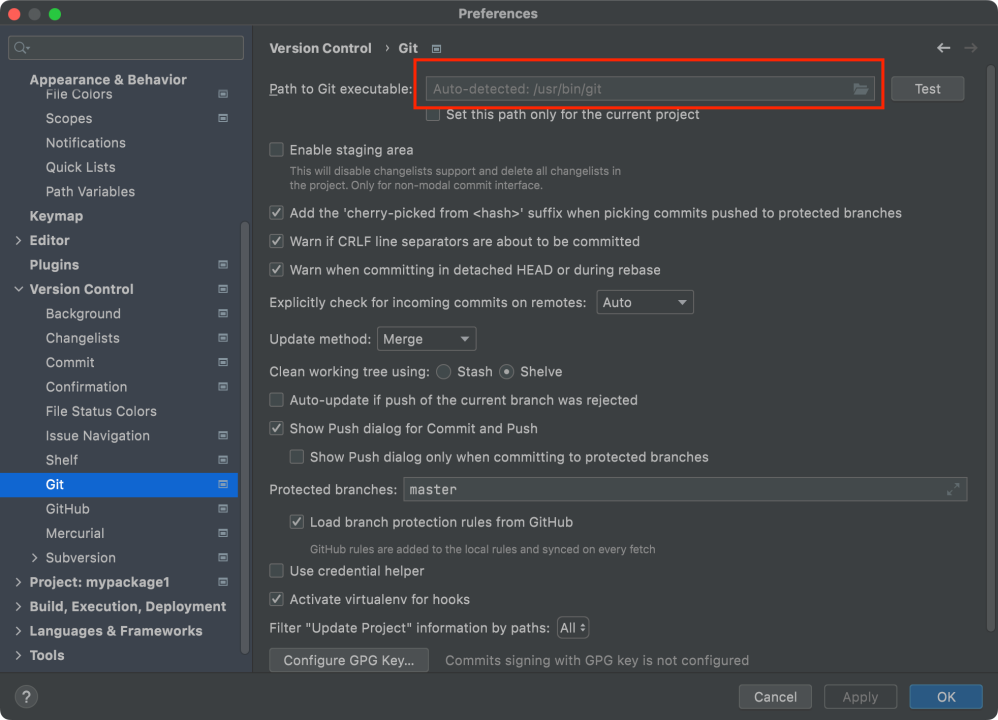 Preferences
Appearance & Behavior
File Colors
Scopes
Notifications
Quick Lists
Path Variables
Keymap
Editor
Plugins
Version Control
Background
Changelists
Commit
Confirmation
File Status Colors
Issue Navigation
Shelf
Git
GitHub
Mercurial
Subversion
Project: mypackage1
Build, Execution, Deployment
Languages & Frameworks
Tools
?
Version Control › Git
Path to Git executable: Auto-detected: /usr/bin/git Test
Set this path only for the current project
Enable staging area
This will disable changelists support and delete all changelists in
the project. Only for non-modal commit interface.
Add the 'cherry-picked from <hash>' suffix when picking commits pushed to protected branches
Warn if CRLF line separators are about to be committed
Warn when committing in detached HEAD or during rebase
Explicitly check for incoming commits on remotes: Auto
Update method: Merge
Clean working tree using: Stash Shelve
Auto-update if push of the current branch was rejected
Show Push dialog for Commit and Push
Show Push dialog only when committing to protected branches
Protected branches: master
Load branch protection rules from GitHub
GitHub rules are added to the local rules and synced on every fetch
Use credential helper
Activate virtualenv for hooks
Filter "Update Project" information by paths: All
Configure GPG Key... Commits signing with GPG key is not configured
Cancel Apply OK